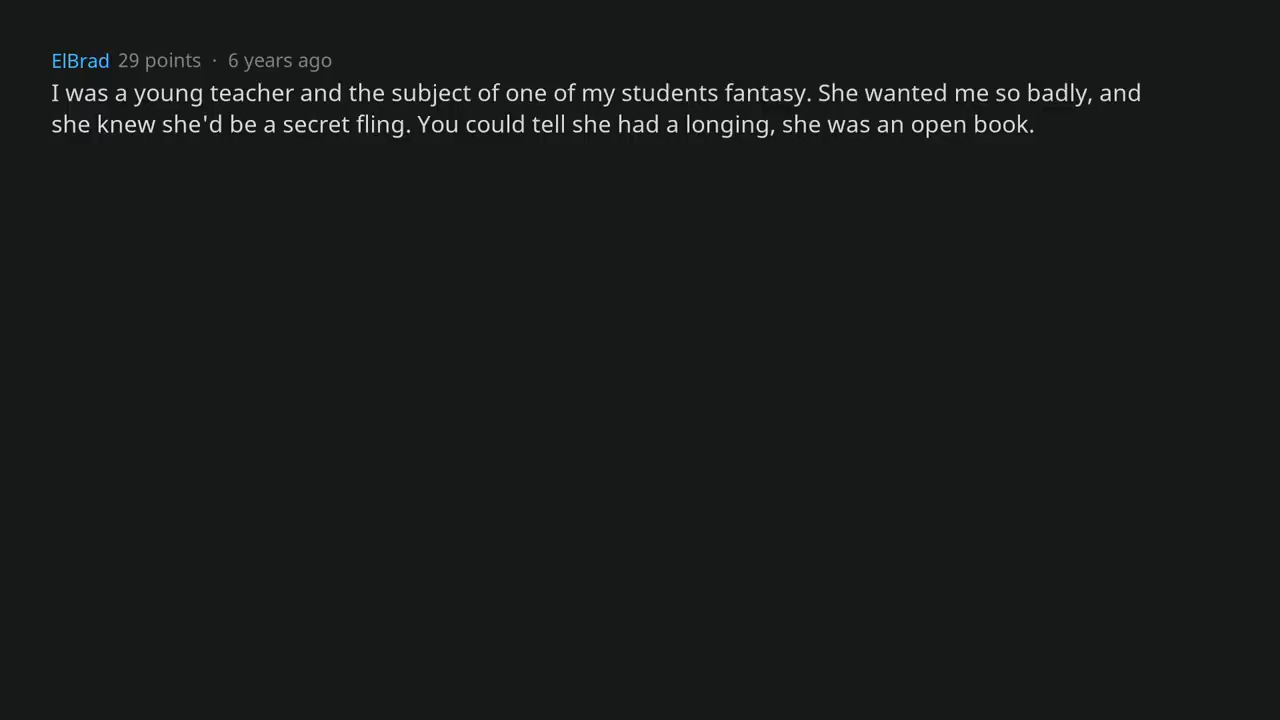 ElBrad 29 points · 6 years ago
I was a young teacher and the subject of one of my students fantasy. She wanted me so badly, and
she knew she'd be a secret fling. You could tell she had a longing, she was an open book.